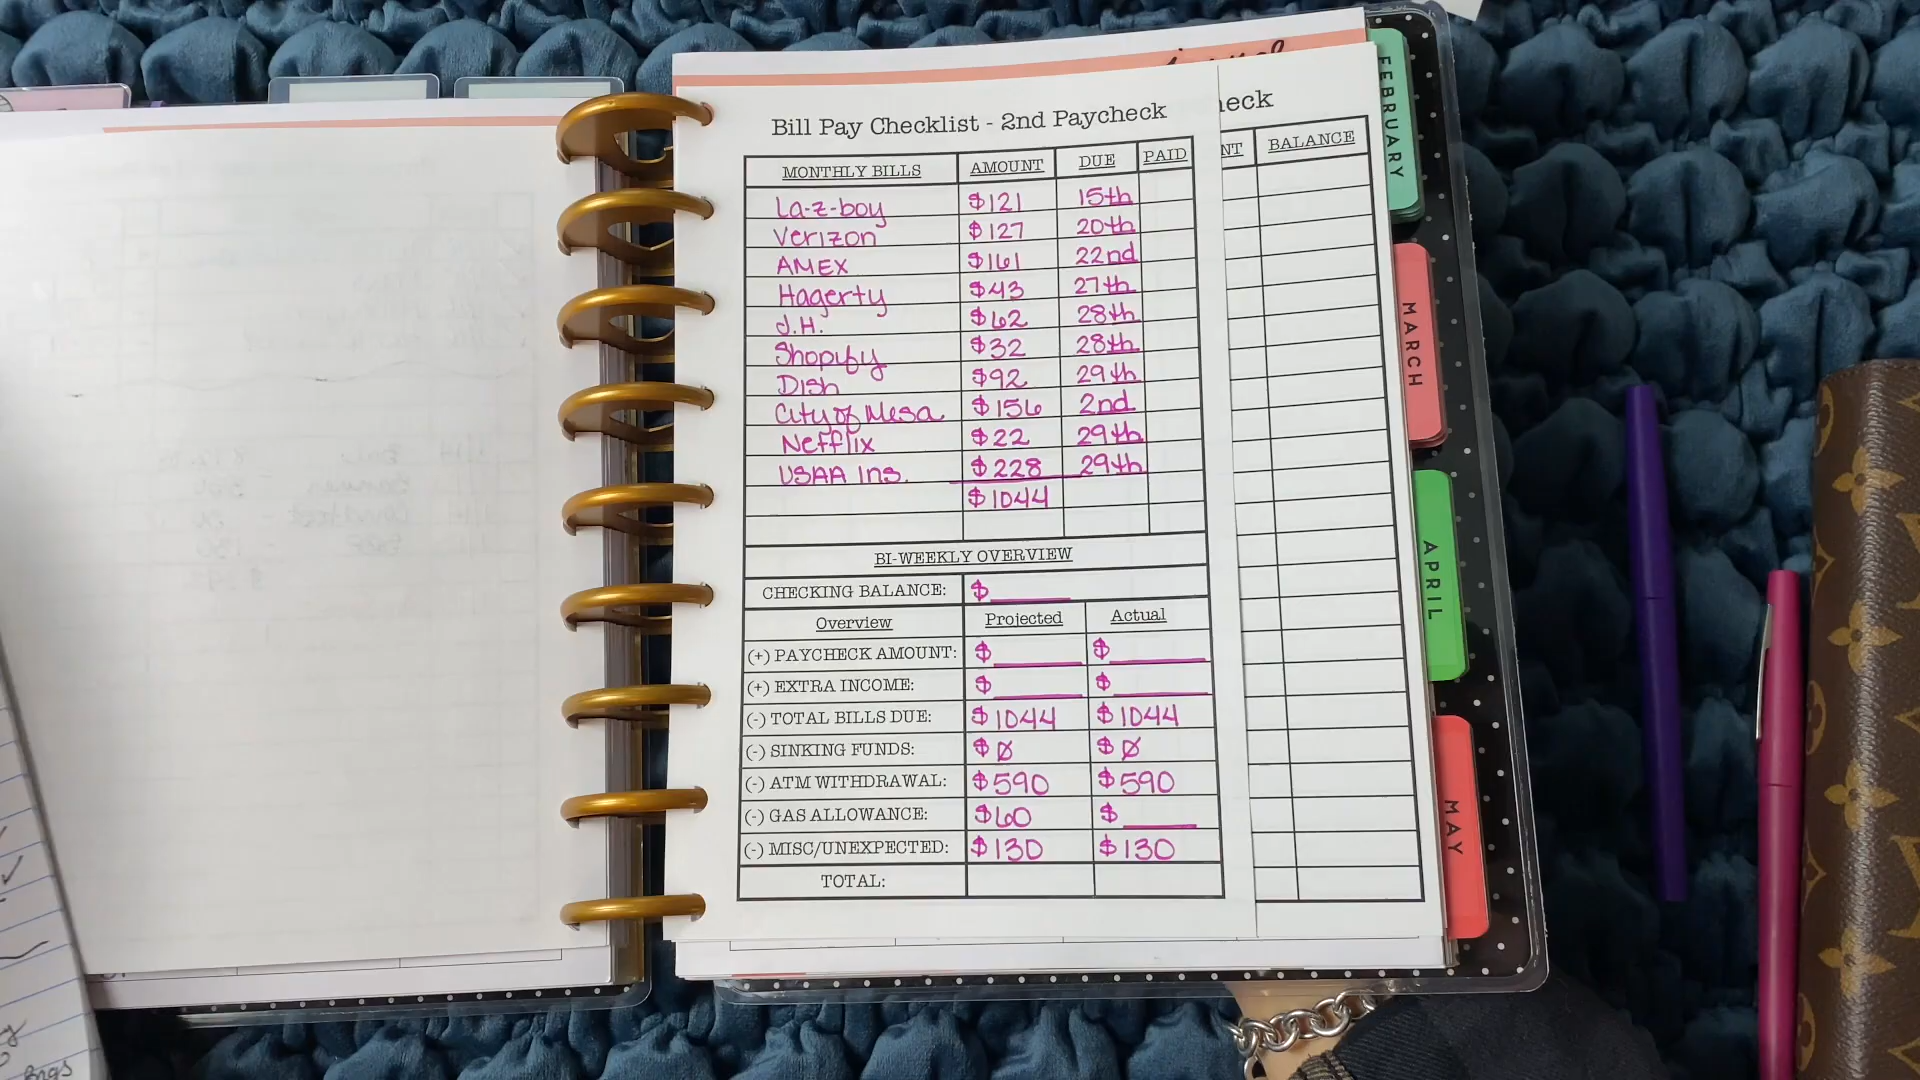 Bill Pay Checklist - 2nd Paycheck
MONTHLY BILLS AMOUNT DUE PAID
La-z-boy $121 15th
Verizon $127 20th
AMEX $161 22nd
Hagerty $43 27th
J.H. $62 28th
Shopify $32 28th
Dish $92 29th
City of Mesa $156 2nd
Nefflix $22 29th
USAA Ins. $228 29th
$1044
BI-WEEKLY OVERVIEW
CHECKING BALANCE: $
Overview Projected Actual
(+) PAYCHECK AMOUNT: $ $
(+) EXTRA INCOME: $ $
(-) TOTAL BILLS DUE: $1044 $1044
(-) SINKING FUNDS: $0 $0
(-) ATM WITHDRAWAL: $590 $590
(-) GAS ALLOWANCE: $60 $
(-) MISC/UNEXPECTED: $130 $130
TOTAL:
eck
NT BALANCE
FEBRUARY
MARCH
APRIL
MAY